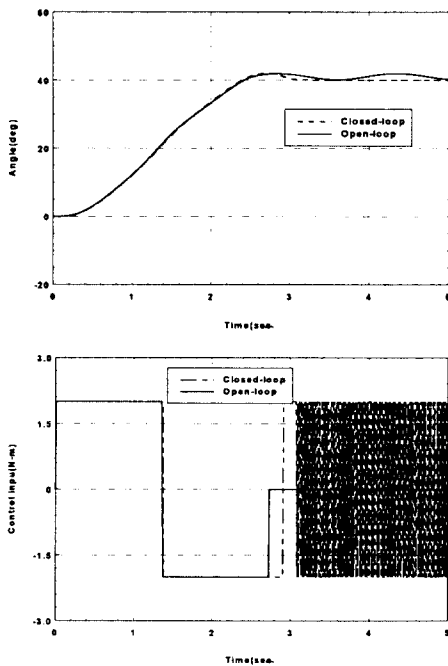 60
40
20
0
-20
Angle(deg)
Closed-loop
Open-loop
0 1 2 3 4 5
Time(sec.
3.0
1.5
0
-1.5
-3.0
Control input(N-m)
Closed-loop
Open-loop
0 1 2 3 4 5
Time(sec.